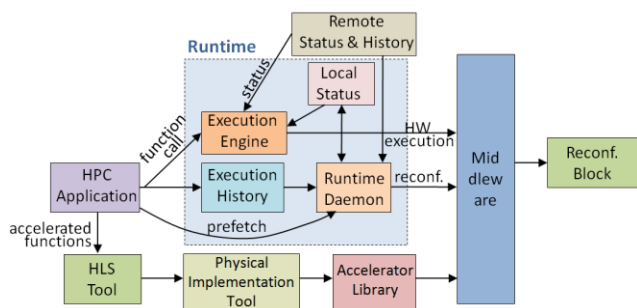 Remote
Status & History
Runtime
status
Local
Status
function
call
Execution
Engine
HW
execution
Mid
dlew
are
Reconf.
Block
HPC
Application
Execution
History
Runtime
Daemon
reconf.
prefetch
accelerated
functions
HLS
Tool
Physical
Implementation
Tool
Accelerator
Library